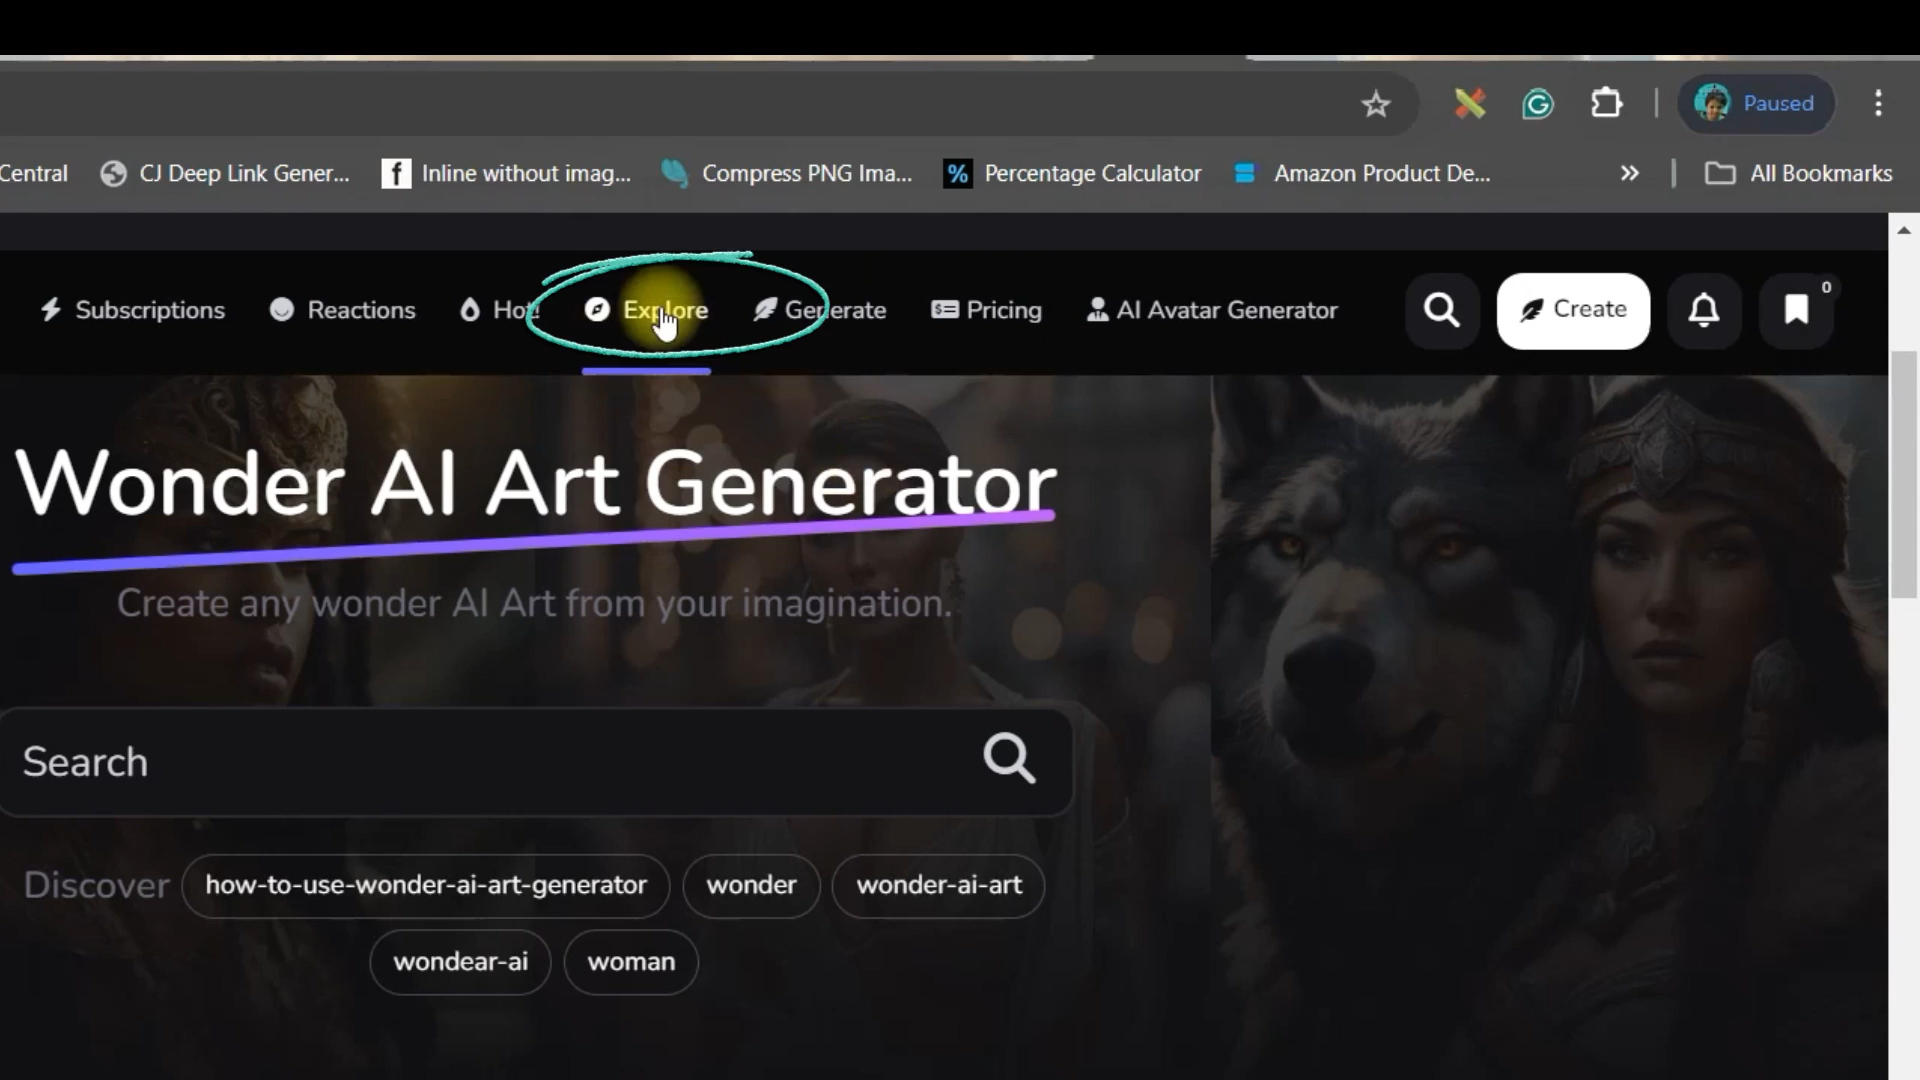 Paused
Central CJ Deep Link Gener... f Inline without imag... Compress PNG Ima... % Percentage Calculator Amazon Product De... » All Bookmarks
Subscriptions Reactions Hot! Explore Generate Pricing AI Avatar Generator Create 0
Wonder AI Art Generator
Create any wonder AI Art from your imagination.
Search
Discover how-to-use-wonder-ai-art-generator wonder wonder-ai-art
wondear-ai woman